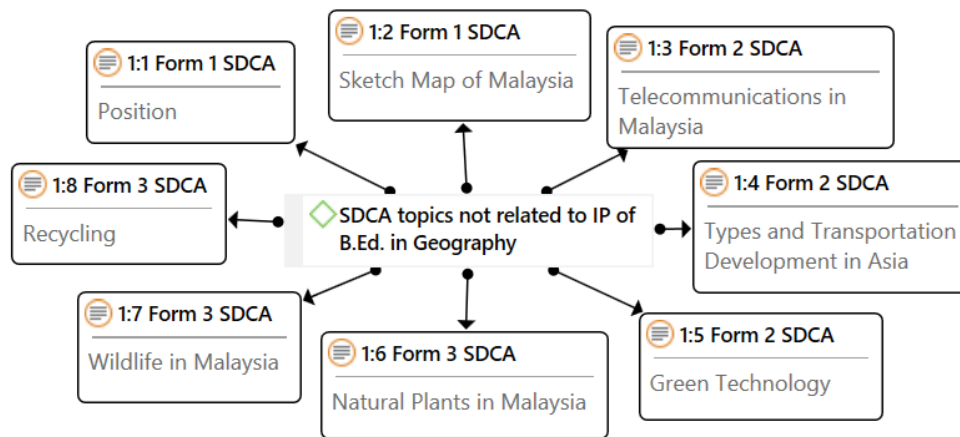 1:1 Form 1 SDCA
Position
1:2 Form 1 SDCA
Sketch Map of Malaysia
1:3 Form 2 SDCA
Telecommunications in
Malaysia
1:8 Form 3 SDCA
Recycling
SDCA topics not related to IP of
B.Ed. in Geography
1:4 Form 2 SDCA
Types and Transportation
Development in Asia
1:7 Form 3 SDCA
Wildlife in Malaysia
1:6 Form 3 SDCA
Natural Plants in Malaysia
1:5 Form 2 SDCA
Green Technology